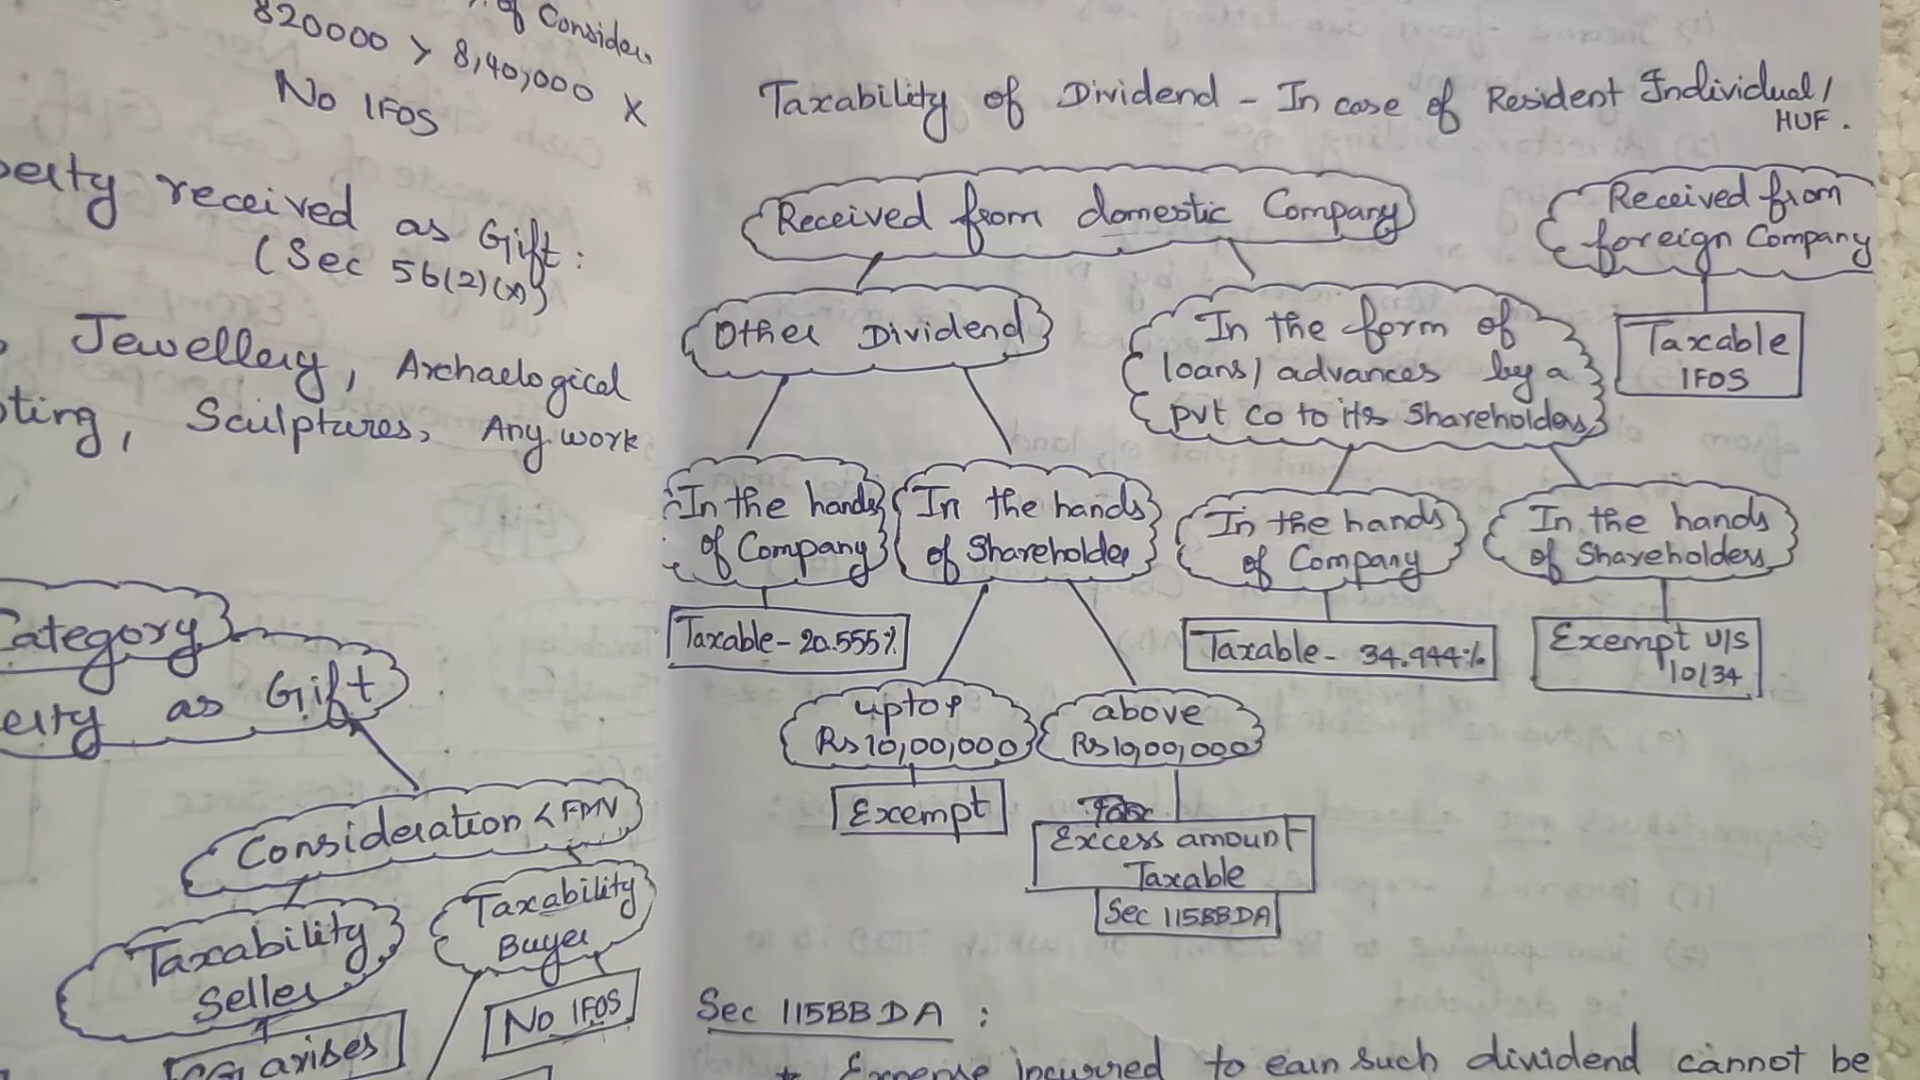 820000 > 8,40,000 X
No IFOS
received as Gift :
(Sec 56(2)(x))
Jewellery, Archaelogical
Sculptures, Any work
Category
as Gift
Consideration < FMV
Taxability
Seller
Taxability
Buyer
No IFOS
arises
Taxability of Dividend - In case of Resident Individual /
HUF .
Received from domestic Company
Received from
foreign Company
Other Dividend
In the form of
loans / advances by a
pvt co to its shareholders
Taxable
IFOS
In the hands
of Company
In the hands
of Shareholder
In the hands
of Company
In the hands
of Shareholders
Taxable - 20.555%
Taxable - 34.944%
Exempt u/s
10/34
upto
Rs 10,00,000
above
Rs 10,00,000
Exempt
Excess amount
Taxable
Sec 115BBDA
Sec 115BBDA :
* Expense incurred to earn such dividend cannot be